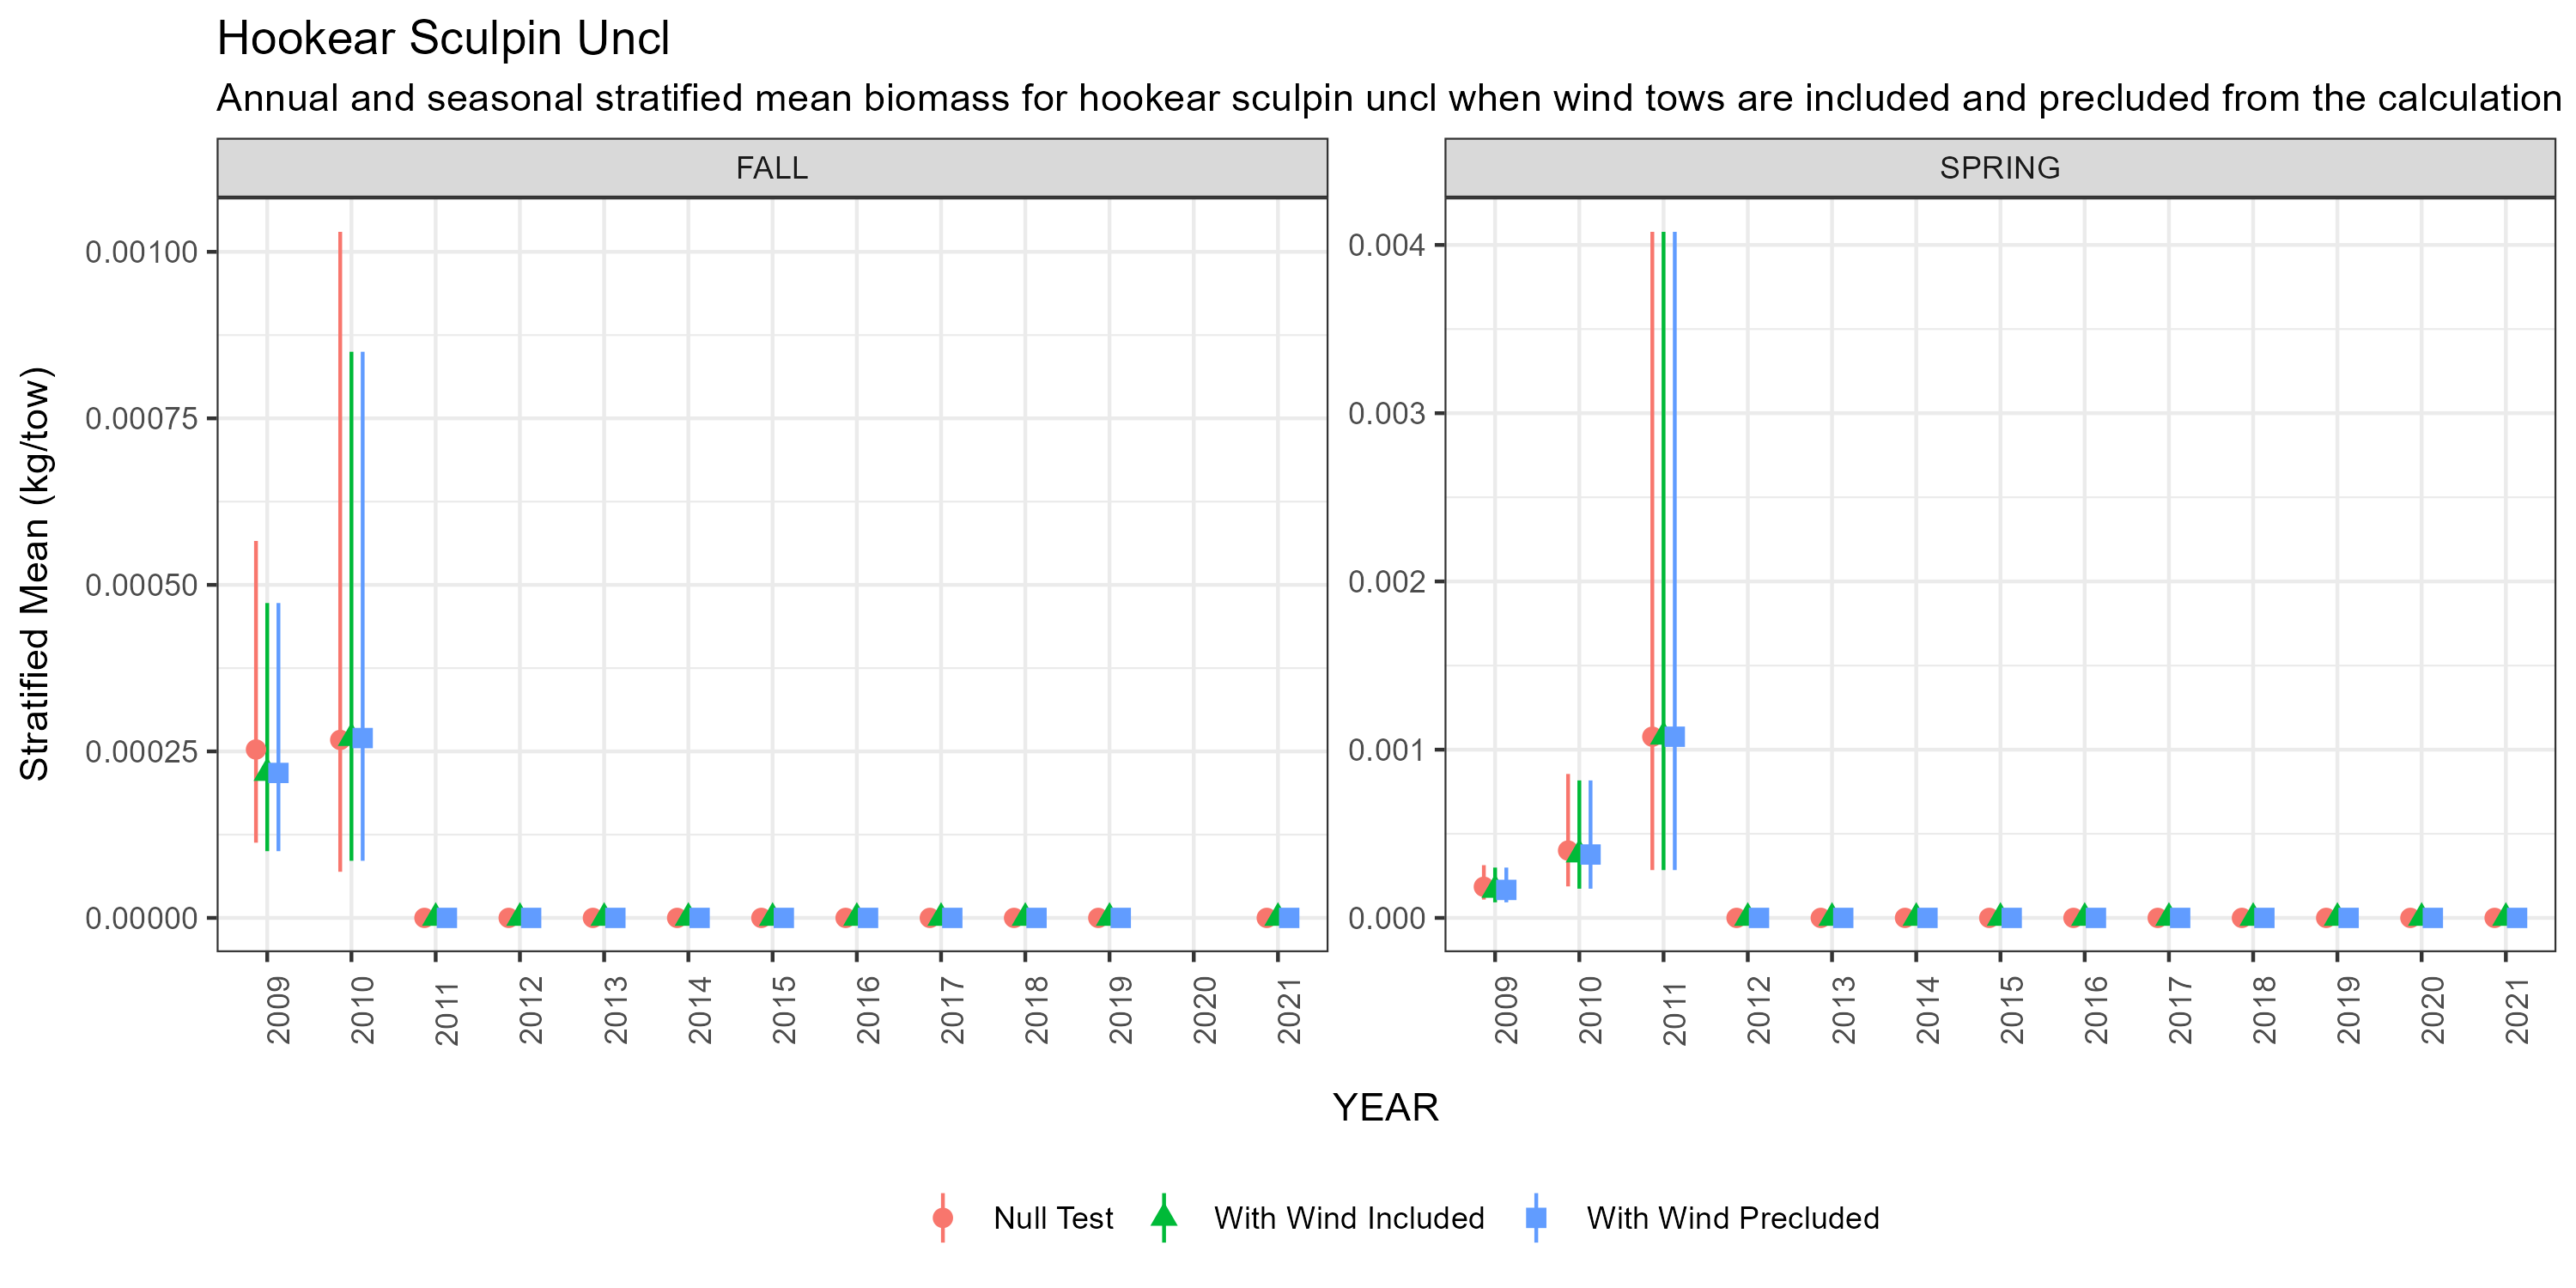 Hookear Sculpin Uncl
Annual and seasonal stratified mean biomass for hookear sculpin uncl when wind tows are included and precluded from the calculation
FALL
SPRING
Stratified Mean (kg/tow)
0.00100
0.00075
0.00050
0.00025
0.00000
0.004
0.003
0.002
0.001
0.000
2009 2010 2011 2012 2013 2014 2015 2016 2017 2018 2019 2020 2021
2009 2010 2011 2012 2013 2014 2015 2016 2017 2018 2019 2020 2021
YEAR
Null Test With Wind Included With Wind Precluded